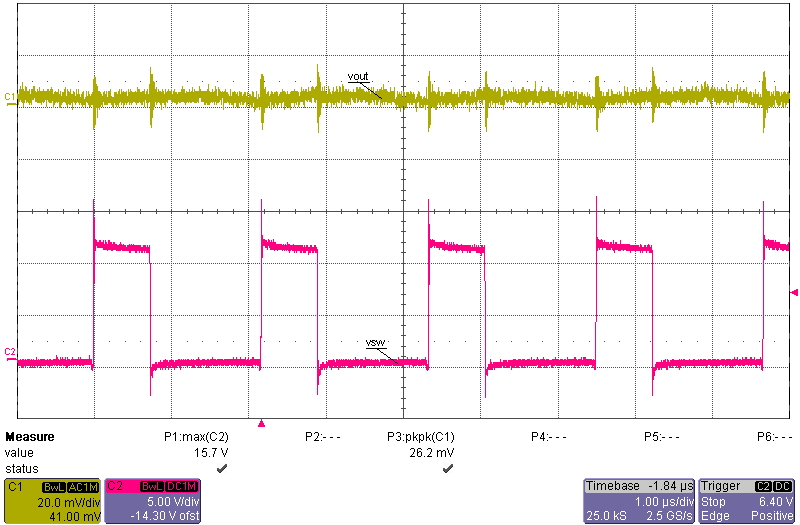 C1
vout
C2
vsw
Measure P1:max(C2) P2:- - - P3:pkpk(C1) P4:- - - P5:- - - P6:- - -
value 15.7 V 26.2 mV
status
C1 BwL AC1M
20.0 mV/div
41.00 mV
C2 BwL DC1M
5.00 V/div
-14.30 V ofst
Timebase -1.84 µs
1.00 µs/div
25.0 kS 2.5 GS/s
Trigger C2 DC
Stop 6.40 V
Edge Positive